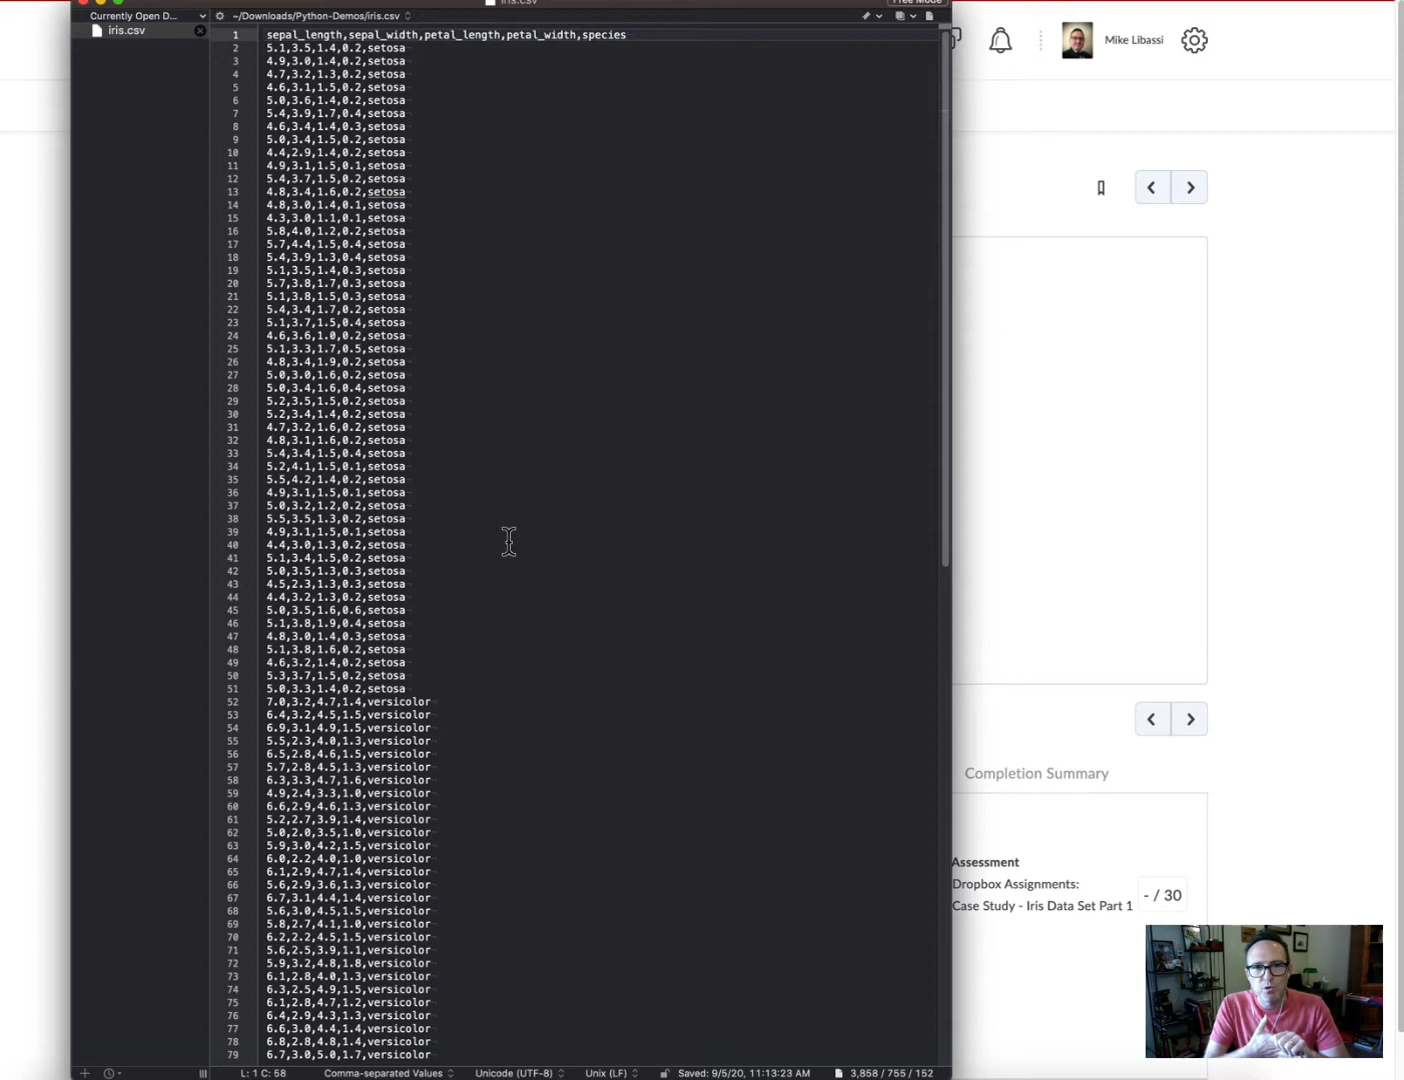 iris.csv
Free Mode
Currently Open D...
~/Downloads/Python-Demos/iris.csv
iris.csv
1 sepal_length,sepal_width,petal_length,petal_width,species
2 5.1,3.5,1.4,0.2,setosa
3 4.9,3.0,1.4,0.2,setosa
4 4.7,3.2,1.3,0.2,setosa
5 4.6,3.1,1.5,0.2,setosa
6 5.0,3.6,1.4,0.2,setosa
7 5.4,3.9,1.7,0.4,setosa
8 4.6,3.4,1.4,0.3,setosa
9 5.0,3.4,1.5,0.2,setosa
10 4.4,2.9,1.4,0.2,setosa
11 4.9,3.1,1.5,0.1,setosa
12 5.4,3.7,1.5,0.2,setosa
13 4.8,3.4,1.6,0.2,setosa
14 4.8,3.0,1.4,0.1,setosa
15 4.3,3.0,1.1,0.1,setosa
16 5.8,4.0,1.2,0.2,setosa
17 5.7,4.4,1.5,0.4,setosa
18 5.4,3.9,1.3,0.4,setosa
19 5.1,3.5,1.4,0.3,setosa
20 5.7,3.8,1.7,0.3,setosa
21 5.1,3.8,1.5,0.3,setosa
22 5.4,3.4,1.7,0.2,setosa
23 5.1,3.7,1.5,0.4,setosa
24 4.6,3.6,1.0,0.2,setosa
25 5.1,3.3,1.7,0.5,setosa
26 4.8,3.4,1.9,0.2,setosa
27 5.0,3.0,1.6,0.2,setosa
28 5.0,3.4,1.6,0.4,setosa
29 5.2,3.5,1.5,0.2,setosa
30 5.2,3.4,1.4,0.2,setosa
31 4.7,3.2,1.6,0.2,setosa
32 4.8,3.1,1.6,0.2,setosa
33 5.4,3.4,1.5,0.4,setosa
34 5.2,4.1,1.5,0.1,setosa
35 5.5,4.2,1.4,0.2,setosa
36 4.9,3.1,1.5,0.1,setosa
37 5.0,3.2,1.2,0.2,setosa
38 5.5,3.5,1.3,0.2,setosa
39 4.9,3.1,1.5,0.1,setosa
40 4.4,3.0,1.3,0.2,setosa
41 5.1,3.4,1.5,0.2,setosa
42 5.0,3.5,1.3,0.3,setosa
43 4.5,2.3,1.3,0.3,setosa
44 4.4,3.2,1.3,0.2,setosa
45 5.0,3.5,1.6,0.6,setosa
46 5.1,3.8,1.9,0.4,setosa
47 4.8,3.0,1.4,0.3,setosa
48 5.1,3.8,1.6,0.2,setosa
49 4.6,3.2,1.4,0.2,setosa
50 5.3,3.7,1.5,0.2,setosa
51 5.0,3.3,1.4,0.2,setosa
52 7.0,3.2,4.7,1.4,versicolor
53 6.4,3.2,4.5,1.5,versicolor
54 6.9,3.1,4.9,1.5,versicolor
55 5.5,2.3,4.0,1.3,versicolor
56 6.5,2.8,4.6,1.5,versicolor
57 5.7,2.8,4.5,1.3,versicolor
58 6.3,3.3,4.7,1.6,versicolor
59 4.9,2.4,3.3,1.0,versicolor
60 6.6,2.9,4.6,1.3,versicolor
61 5.2,2.7,3.9,1.4,versicolor
62 5.0,2.0,3.5,1.0,versicolor
63 5.9,3.0,4.2,1.5,versicolor
64 6.0,2.2,4.0,1.0,versicolor
65 6.1,2.9,4.7,1.4,versicolor
66 5.6,2.9,3.6,1.3,versicolor
67 6.7,3.1,4.4,1.4,versicolor
68 5.6,3.0,4.5,1.5,versicolor
69 5.8,2.7,4.1,1.0,versicolor
70 6.2,2.2,4.5,1.5,versicolor
71 5.6,2.5,3.9,1.1,versicolor
72 5.9,3.2,4.8,1.8,versicolor
73 6.1,2.8,4.0,1.3,versicolor
74 6.3,2.5,4.9,1.5,versicolor
75 6.1,2.8,4.7,1.2,versicolor
76 6.4,2.9,4.3,1.3,versicolor
77 6.6,3.0,4.4,1.4,versicolor
78 6.8,2.8,4.8,1.4,versicolor
79 6.7,3.0,5.0,1.7,versicolor
L: 1 C: 58
Comma-separated Values
Unicode (UTF-8)
Unix (LF)
Saved: 9/5/20, 11:13:23 AM
3,858 / 755 / 152
Mike Libassi
Completion Summary
Assessment
Dropbox Assignments:
Case Study - Iris Data Set Part 1
- / 30